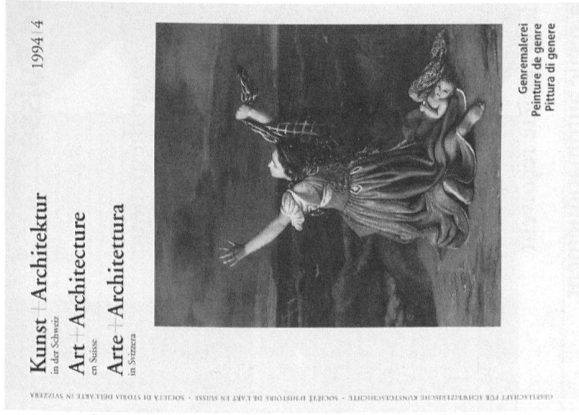 Kunst+Architektur
in der Schweiz
Art+Architecture
en Suisse
Arte+Architettura
in Svizzera
1994|4
Genremalerei
Peinture de genre
Pittura di genere
GESELLSCHAFT FÜR SCHWEIZERISCHE KUNSTGESCHICHTE · SOCIÉTÉ D'HISTOIRE DE L'ART EN SUISSE · SOCIETÀ DI STORIA DELL'ARTE IN SVIZZERA